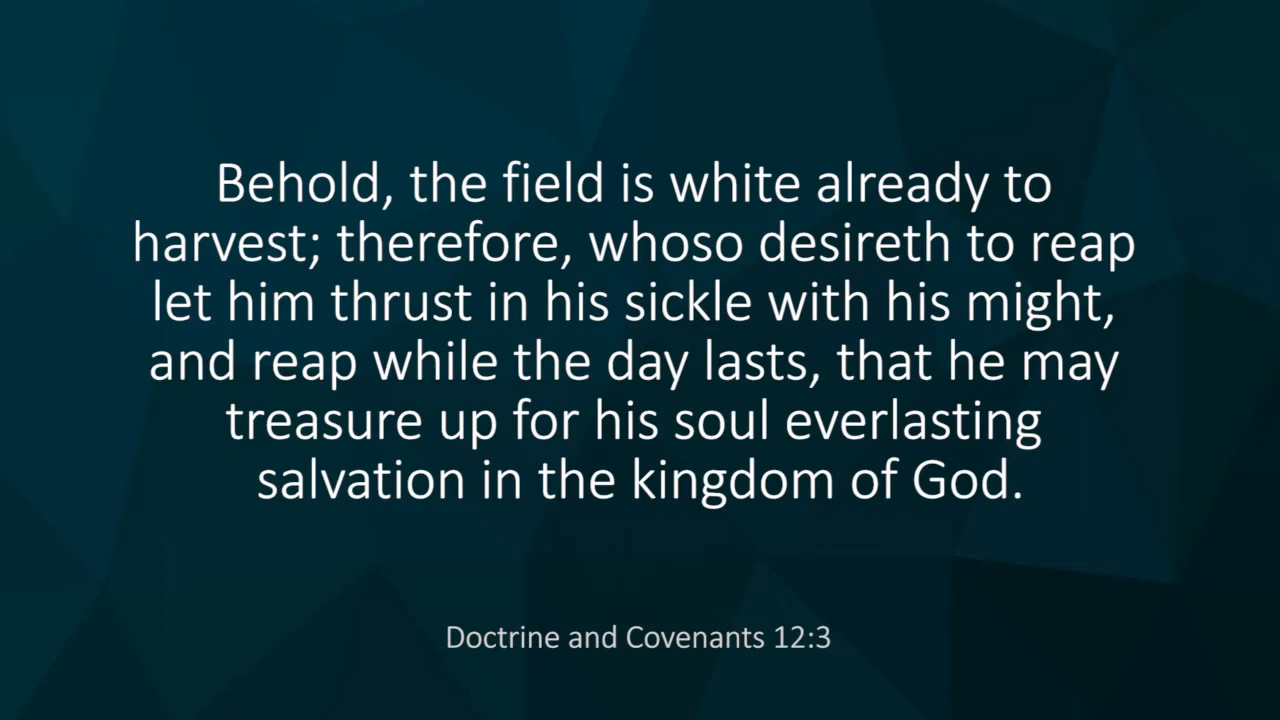 Behold, the field is white already to
harvest; therefore, whoso desireth to reap
let him thrust in his sickle with his might,
and reap while the day lasts, that he may
treasure up for his soul everlasting
salvation in the kingdom of God.
Doctrine and Covenants 12:3